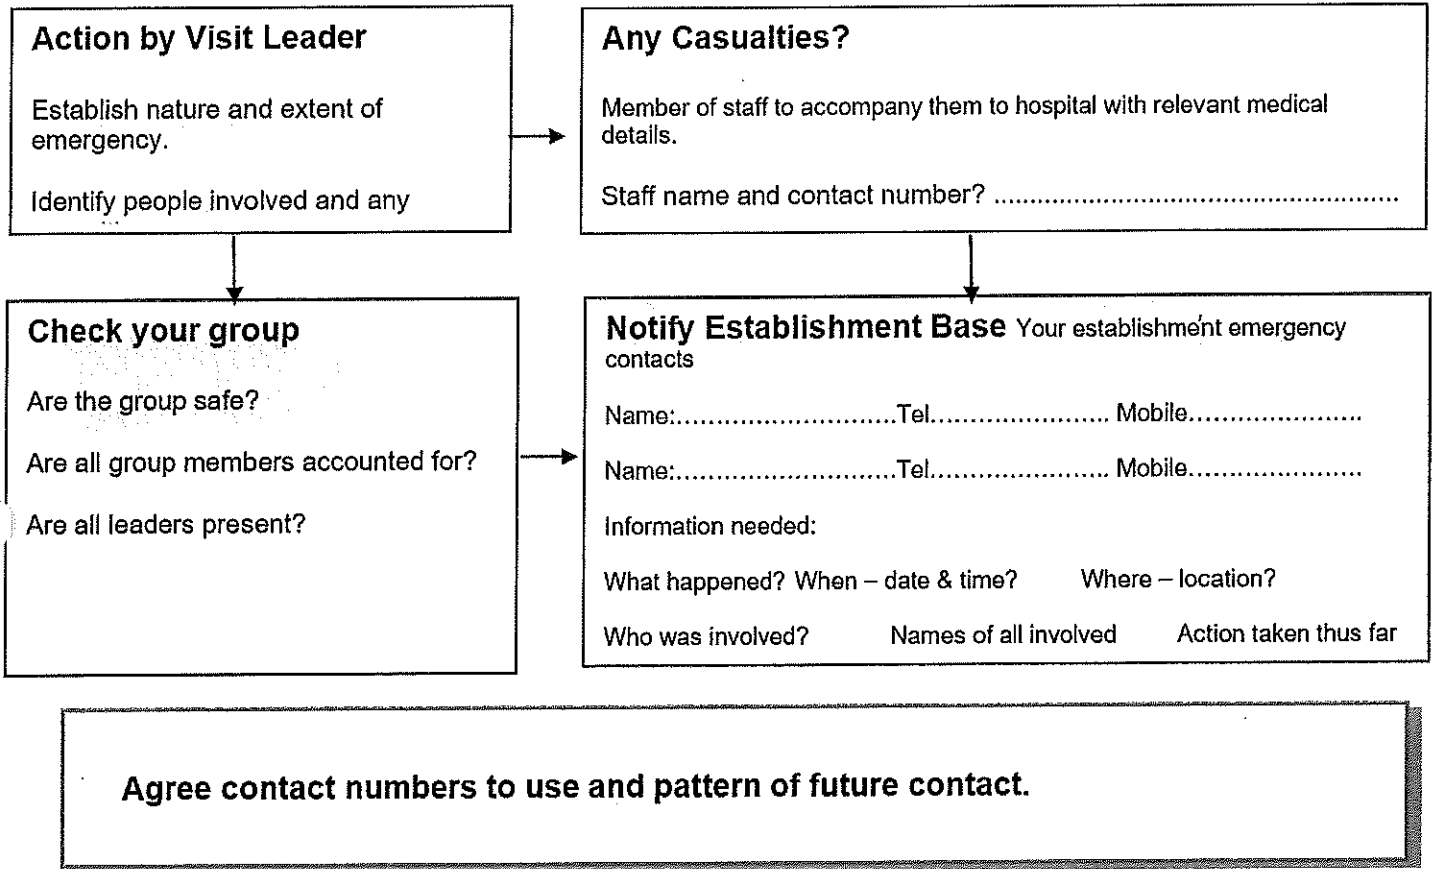 Action by Visit Leader
Establish nature and extent of
emergency.
Identify people involved and any
Any Casualties?
Member of staff to accompany them to hospital with relevant medical
details.
Staff name and contact number? ........................................................
Check your group
Are the group safe?
Are all group members accounted for?
Are all leaders present?
Notify Establishment Base Your establishment emergency
contacts
Name:...............................Tel......................... Mobile.........................
Name:...............................Tel......................... Mobile.........................
Information needed:
What happened? When – date & time? Where – location?
Who was involved? Names of all involved Action taken thus far
Agree contact numbers to use and pattern of future contact.